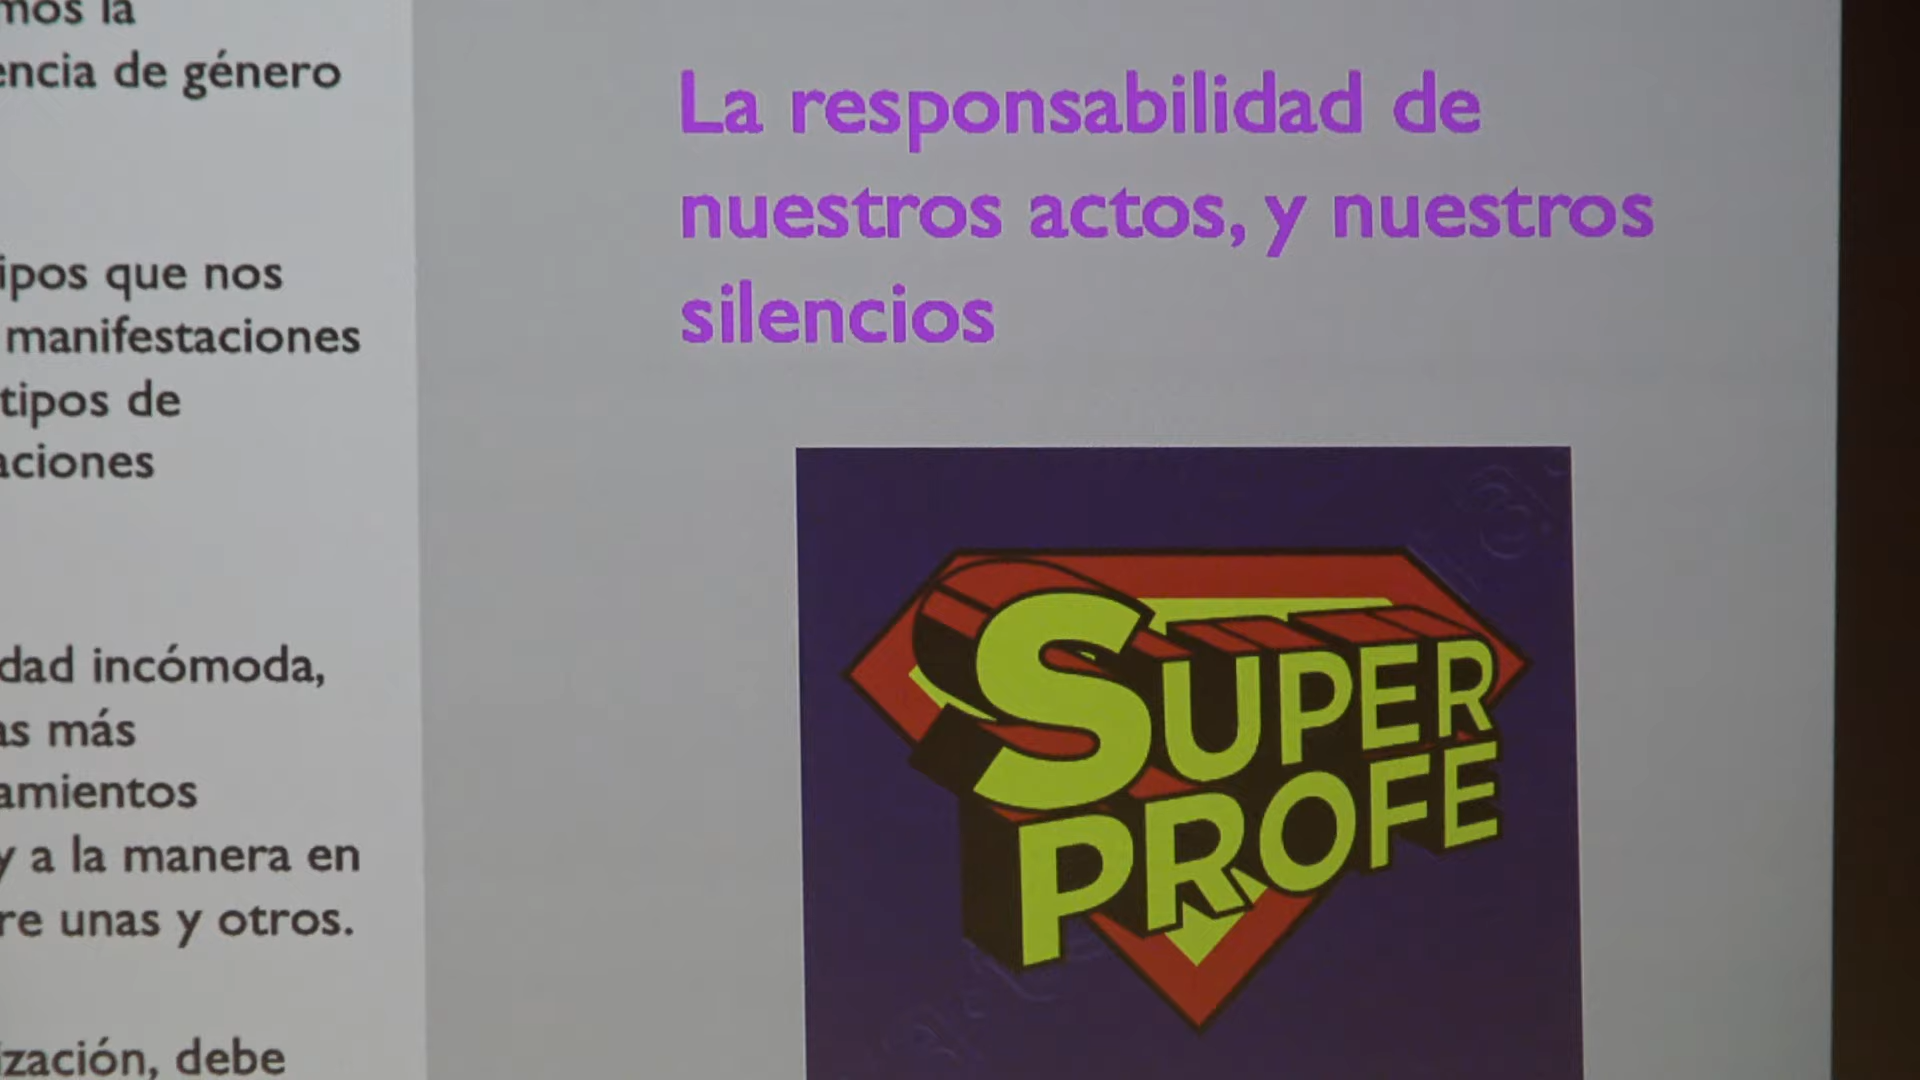 mos la
encia de género
ipos que nos
manifestaciones
tipos de
aciones
dad incómoda,
as más
amientos
y a la manera en
re unas y otros.
ización, debe
La responsabilidad de
nuestros actos, y nuestros
silencios
SUPER
PROFE